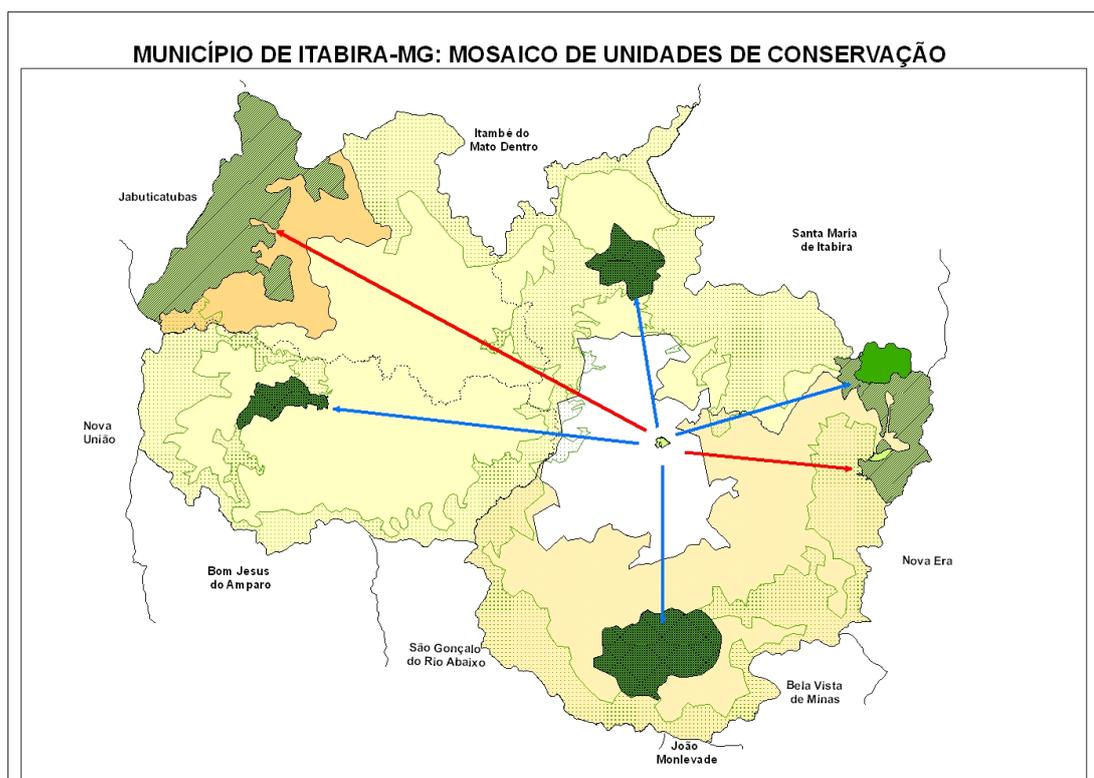 MUNICÍPIO DE ITABIRA-MG: MOSAICO DE UNIDADES DE CONSERVAÇÃO
Itambé do
Mato Dentro
Jabuticatubas
Santa Maria
de Itabira
Nova
União
Nova Era
Bom Jesus
do Amparo
São Gonçalo
do Rio Abaixo
Bela Vista
de Minas
João
Monlevade